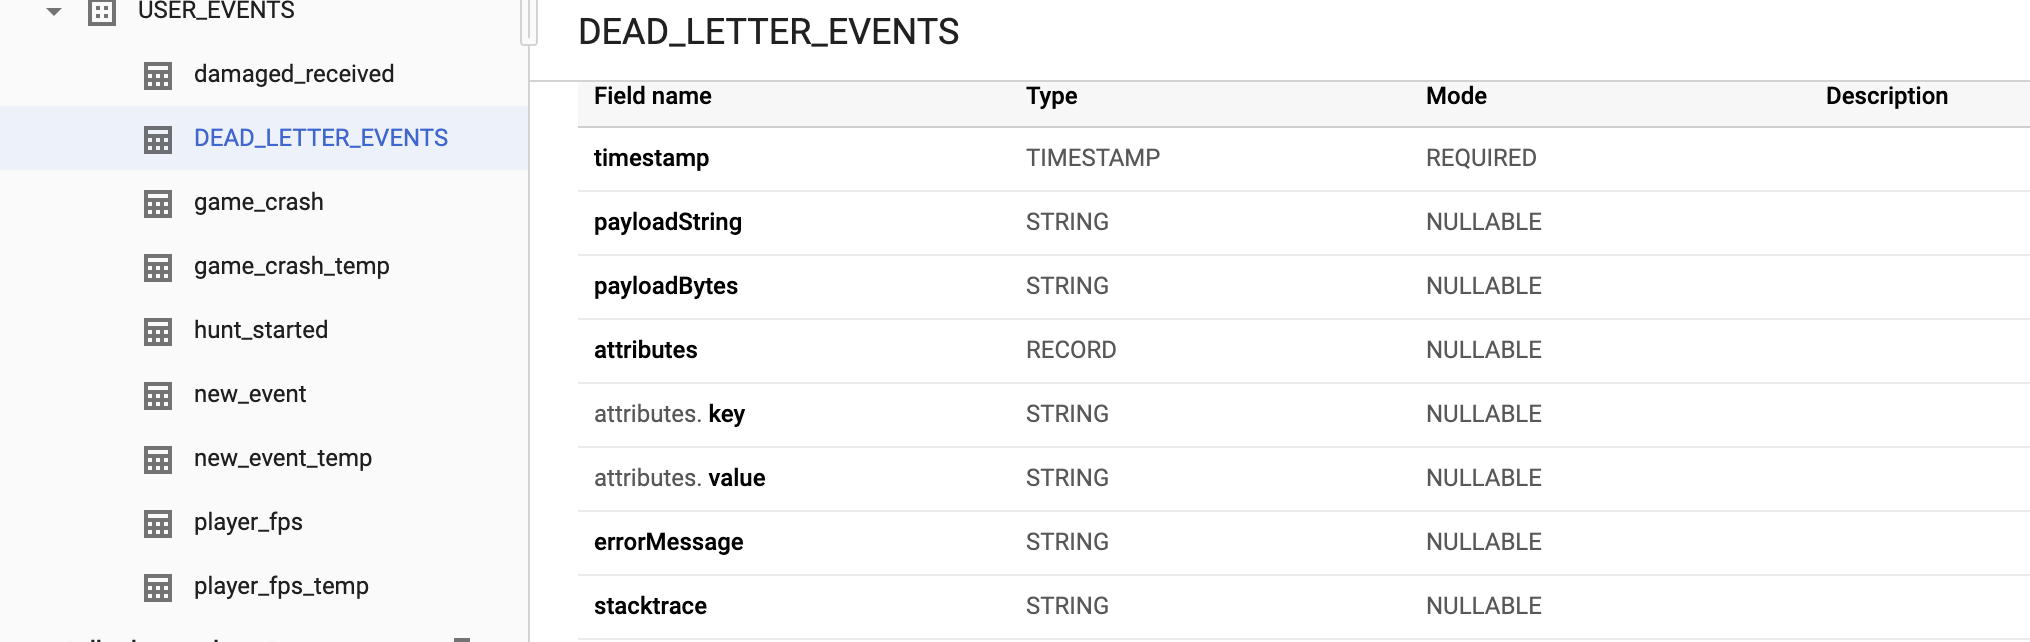 USER_EVENTS
damaged_received
DEAD_LETTER_EVENTS
game_crash
game_crash_temp
hunt_started
new_event
new_event_temp
player_fps
player_fps_temp
DEAD_LETTER_EVENTS
Field name Type Mode Description
timestamp TIMESTAMP REQUIRED
payloadString STRING NULLABLE
payloadBytes STRING NULLABLE
attributes RECORD NULLABLE
attributes. key STRING NULLABLE
attributes. value STRING NULLABLE
errorMessage STRING NULLABLE
stacktrace STRING NULLABLE